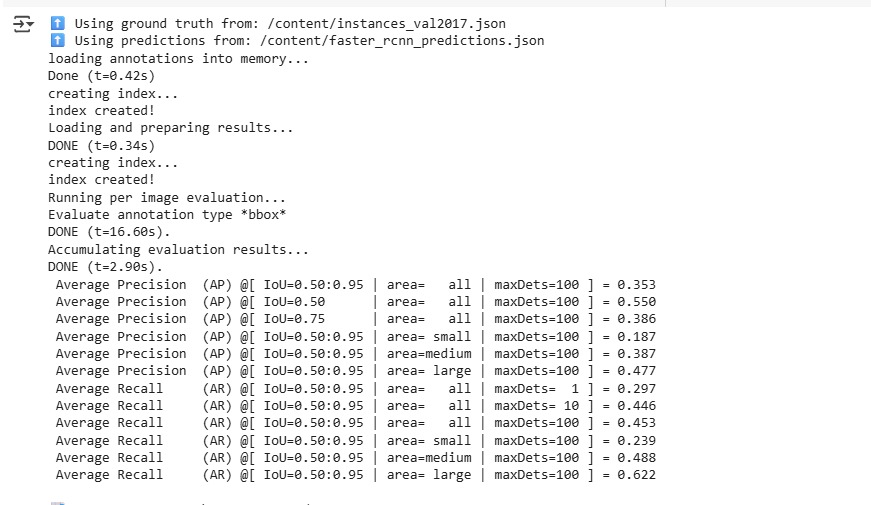 Using ground truth from: /content/instances_val2017.json
Using predictions from: /content/faster_rcnn_predictions.json
loading annotations into memory...
Done (t=0.42s)
creating index...
index created!
Loading and preparing results...
DONE (t=0.34s)
creating index...
index created!
Running per image evaluation...
Evaluate annotation type *bbox*
DONE (t=16.60s).
Accumulating evaluation results...
DONE (t=2.90s).
 Average Precision  (AP) @[ IoU=0.50:0.95 | area=   all | maxDets=100 ] = 0.353
 Average Precision  (AP) @[ IoU=0.50      | area=   all | maxDets=100 ] = 0.550
 Average Precision  (AP) @[ IoU=0.75      | area=   all | maxDets=100 ] = 0.386
 Average Precision  (AP) @[ IoU=0.50:0.95 | area= small | maxDets=100 ] = 0.187
 Average Precision  (AP) @[ IoU=0.50:0.95 | area=medium | maxDets=100 ] = 0.387
 Average Precision  (AP) @[ IoU=0.50:0.95 | area= large | maxDets=100 ] = 0.477
 Average Recall     (AR) @[ IoU=0.50:0.95 | area=   all | maxDets=  1 ] = 0.297
 Average Recall     (AR) @[ IoU=0.50:0.95 | area=   all | maxDets= 10 ] = 0.446
 Average Recall     (AR) @[ IoU=0.50:0.95 | area=   all | maxDets=100 ] = 0.453
 Average Recall     (AR) @[ IoU=0.50:0.95 | area= small | maxDets=100 ] = 0.239
 Average Recall     (AR) @[ IoU=0.50:0.95 | area=medium | maxDets=100 ] = 0.488
 Average Recall     (AR) @[ IoU=0.50:0.95 | area= large | maxDets=100 ] = 0.622